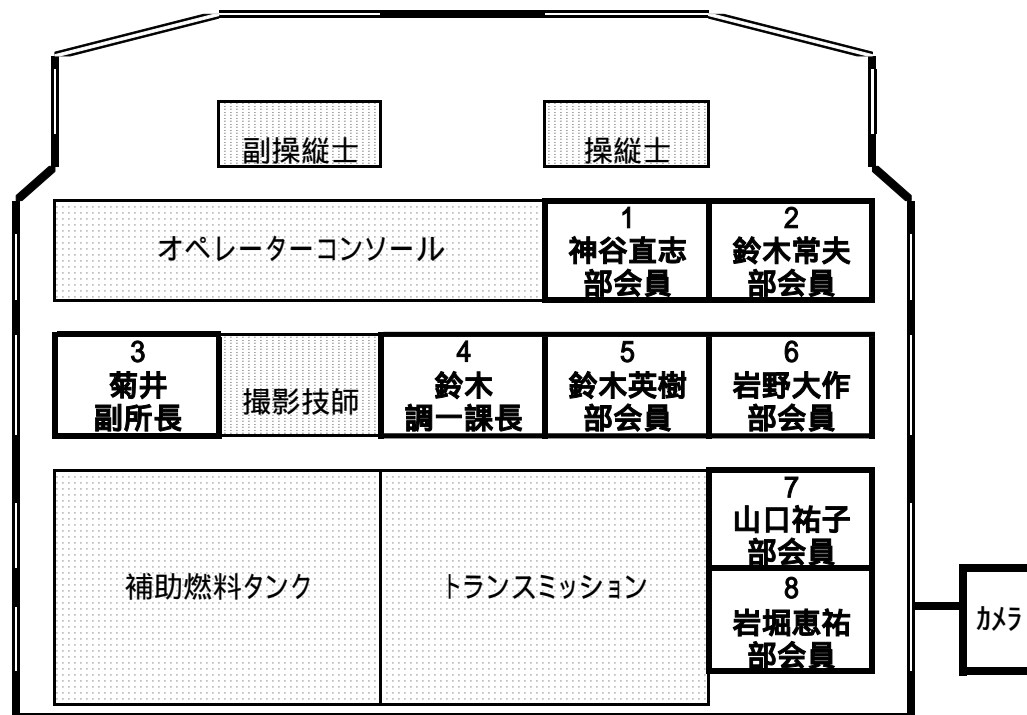 副操縦士
操縦士
オペレーターコンソール
1
神谷直志
部会員
2
鈴木常夫
部会員
3
菊井
副所長
撮影技師
4
鈴木
調一課長
5
鈴木英樹
部会員
6
岩野大作
部会員
補助燃料タンク
トランスミッション
7
山口祐子
部会員
8
岩堀恵祐
部会員
カメラ